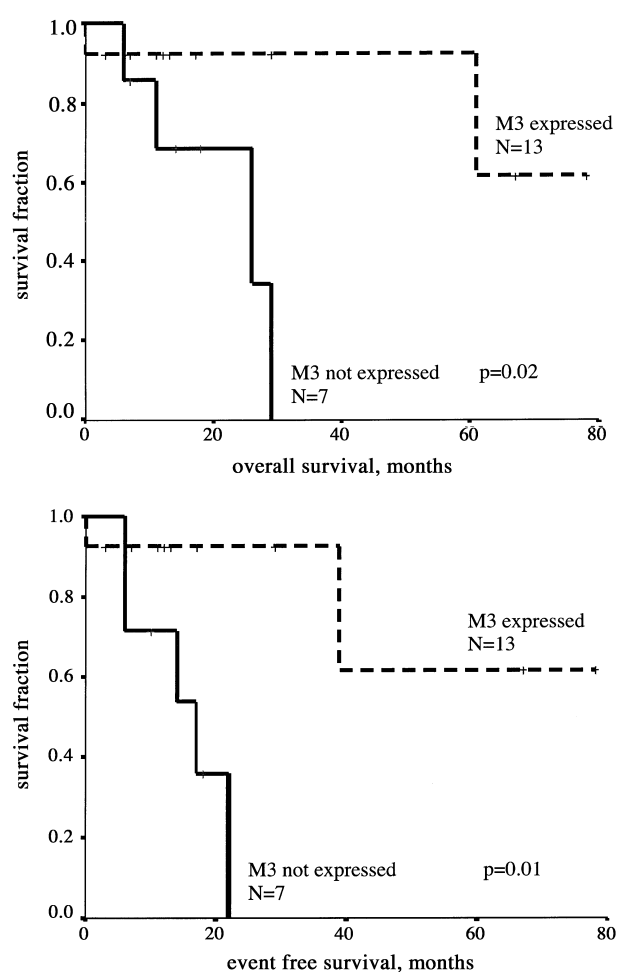 1.0
0.8
0.6
0.4
0.2
0.0
survival fraction
M3 expressed
N=13
M3 not expressed p=0.02
N=7
0 20 40 60 80
overall survival, months
1.0
0.8
0.6
0.4
0.2
0.0
survival fraction
M3 expressed
N=13
M3 not expressed p=0.01
N=7
0 20 40 60 80
event free survival, months